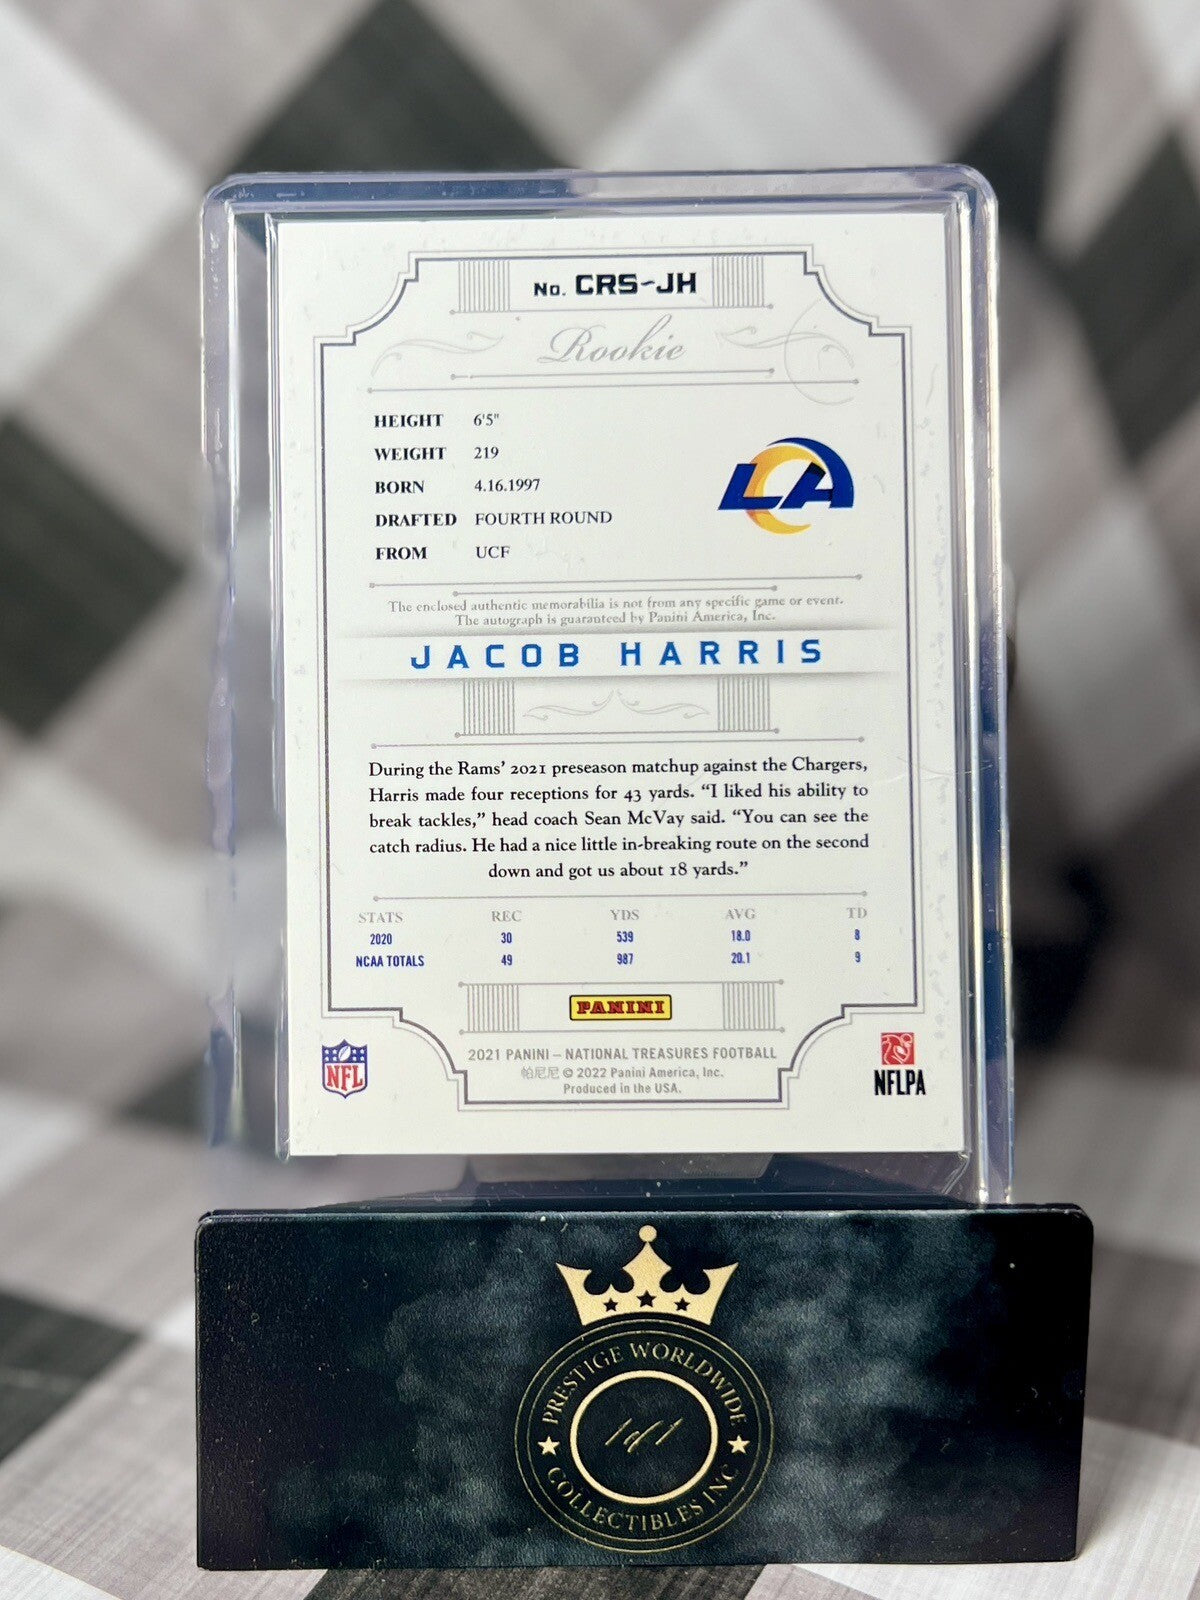 No. CRS-JH
Rookie
HEIGHT 6'5"
WEIGHT 219
BORN 4.16.1997
DRAFTED FOURTH ROUND
FROM UCF
LA
The enclosed authentic memorabilia is not from any specific game or event.
The autograph is guaranteed by Panini America, Inc.
JACOB HARRIS
During the Rams' 2021 preseason matchup against the Chargers,
Harris made four receptions for 43 yards. “I liked his ability to
break tackles,” head coach Sean McVay said. “You can see the
catch radius. He had a nice little in-breaking route on the second
down and got us about 18 yards.”
STATS REC YDS AVG TD
2020 30 539 18.0 8
NCAA TOTALS 49 987 20.1 9
PANINI
2021 PANINI – NATIONAL TREASURES FOOTBALL
帕尼尼 © 2022 Panini America, Inc.
Produced in the USA.
NFL
NFLPA
PRESTIGE WORLDWIDE
1 of 1
COLLECTIBLES INC